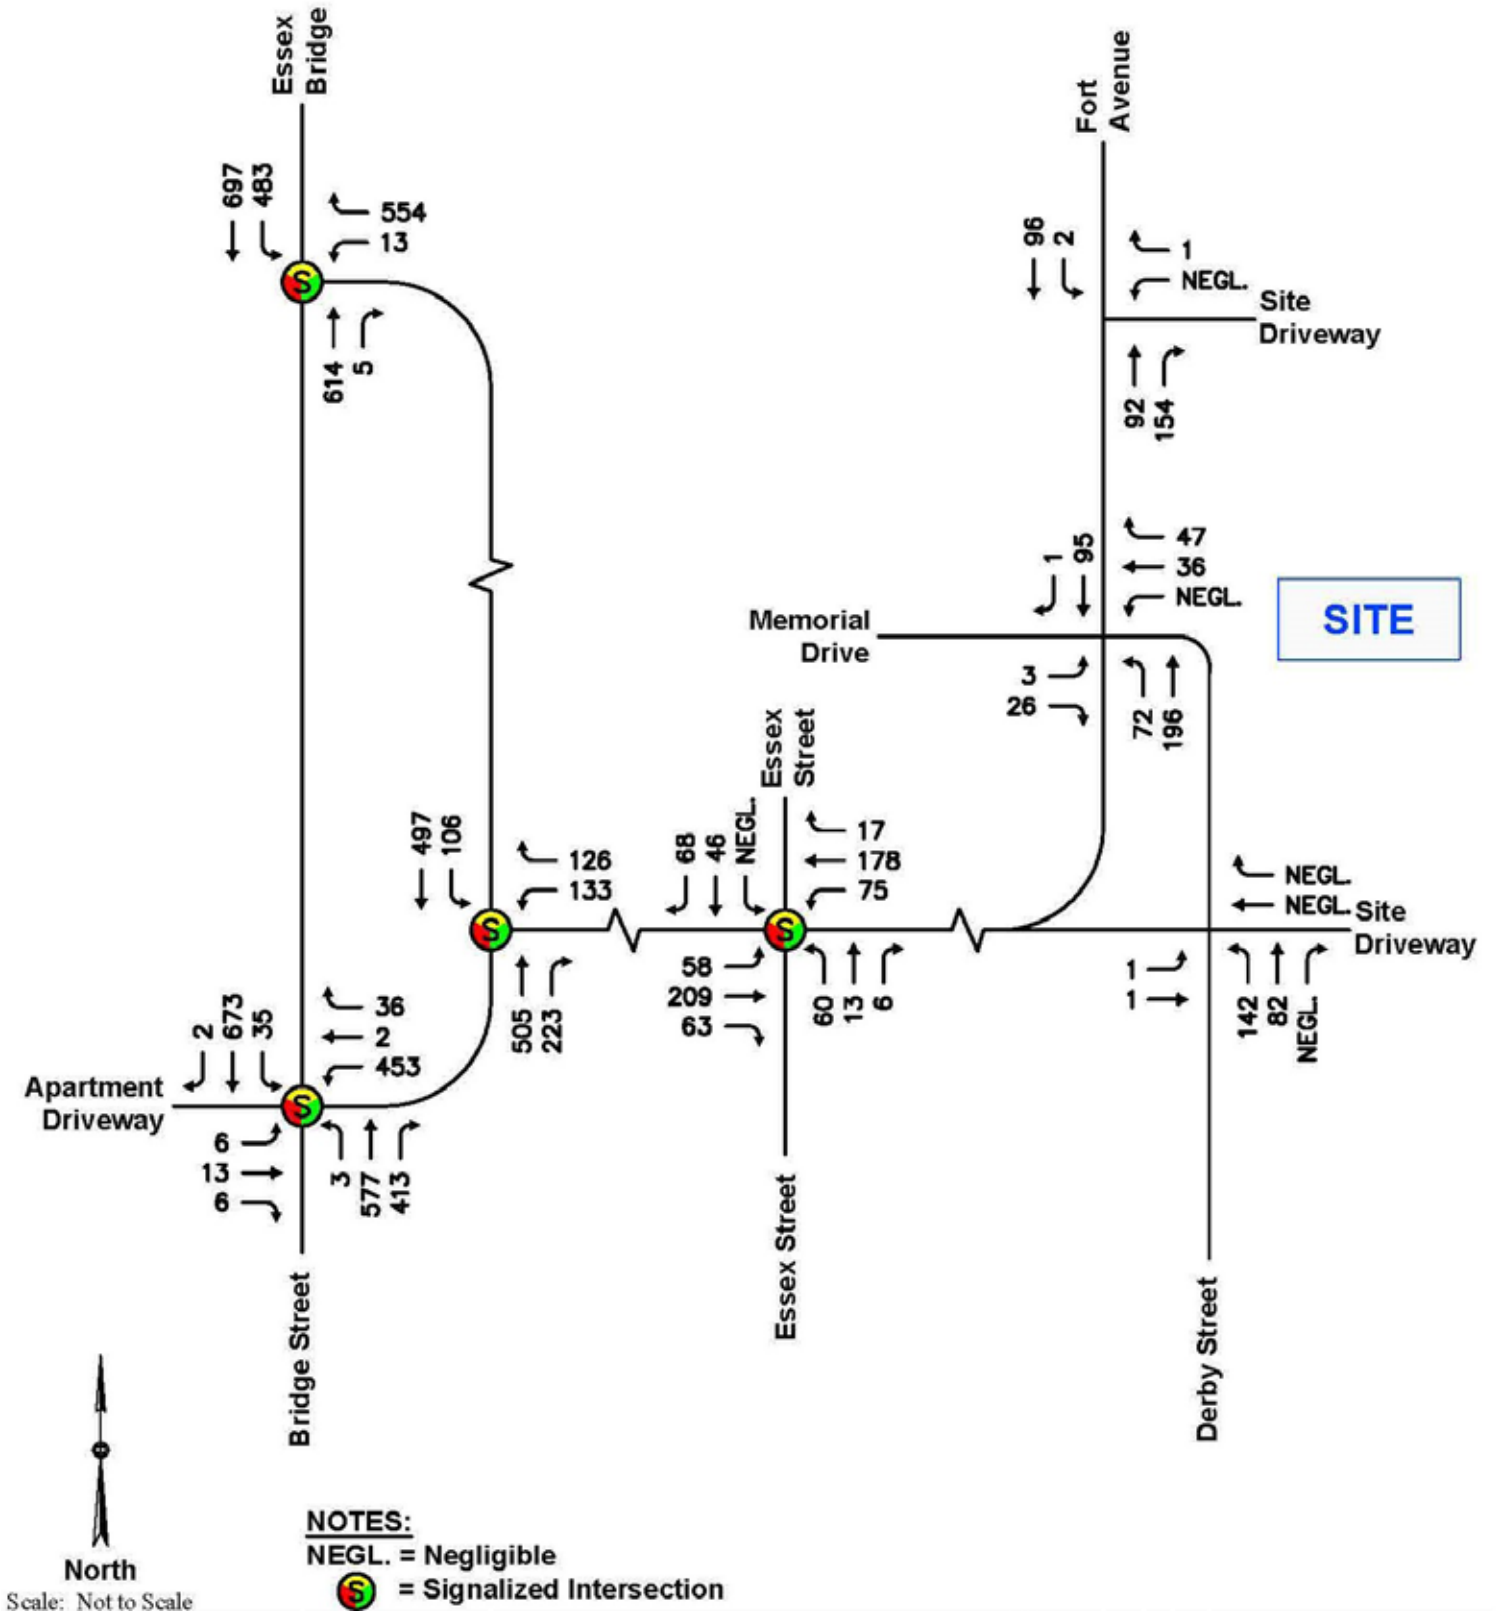 Essex
Bridge
Fort
Avenue
697
483
554
13
614
5
96
2
1
NEGL.
Site
Driveway
92
154
1
95
47
36
NEGL.
SITE
Memorial
Drive
3
26
72
196
Essex
Street
497
106
126
133
505
223
68
46
NEGL.
17
178
75
58
209
63
60
13
6
NEGL.
NEGL.
Site
Driveway
1
1
142
82
NEGL.
2
673
35
36
2
453
Apartment
Driveway
6
13
6
3
577
413
Bridge Street
Essex Street
Derby Street
North
Scale: Not to Scale
NOTES:
NEGL. = Negligible
S = Signalized Intersection
S
S
S
S